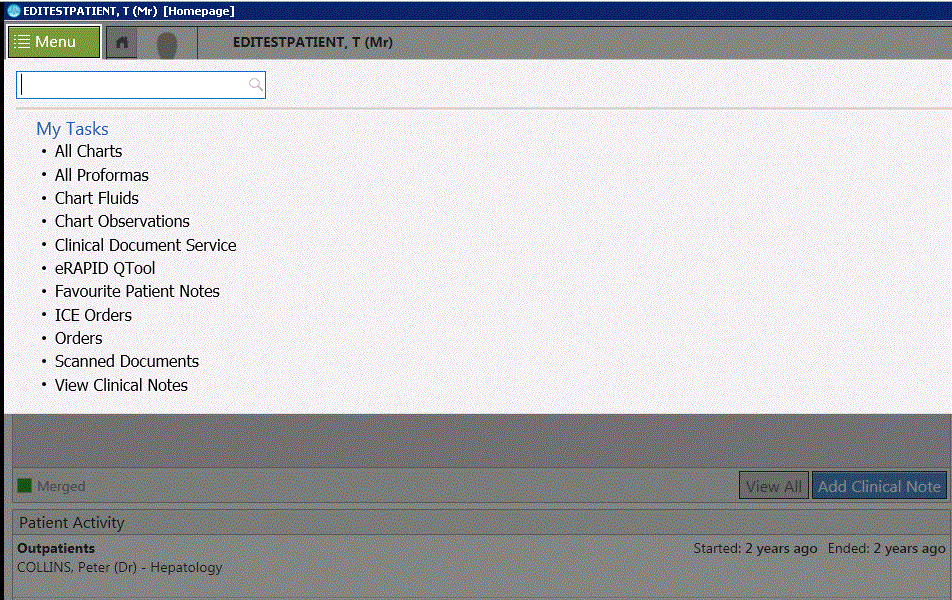 EDITESTPATIENT, T (Mr) [Homepage]
Menu
EDITESTPATIENT, T (Mr)
My Tasks
• All Charts
• All Proformas
• Chart Fluids
• Chart Observations
• Clinical Document Service
• eRAPID QTool
• Favourite Patient Notes
• ICE Orders
• Orders
• Scanned Documents
• View Clinical Notes
Merged
View All
Add Clinical Note
Patient Activity
Outpatients
Started: 2 years ago Ended: 2 years ago
COLLINS, Peter (Dr) - Hepatology